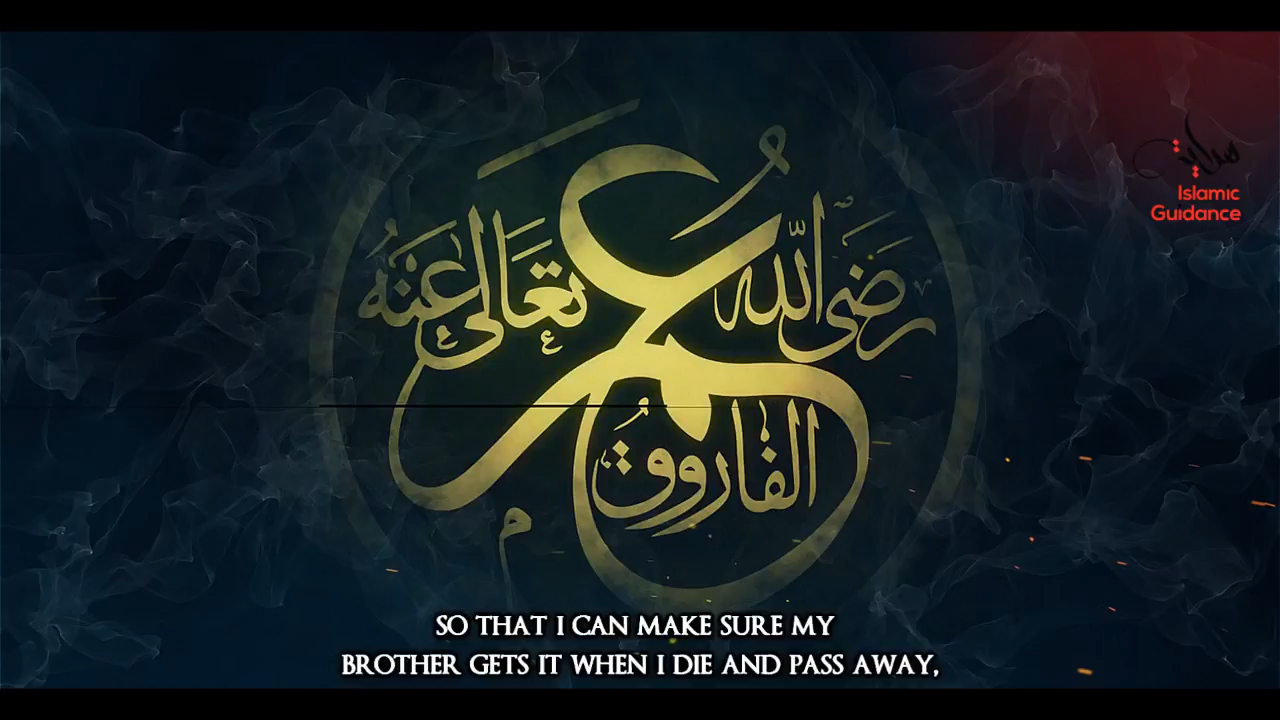 عمر
رضي الله
تعالى عنه
الفاروق
هداية
Islamic
Guidance
SO THAT I CAN MAKE SURE MY
BROTHER GETS IT WHEN I DIE AND PASS AWAY,